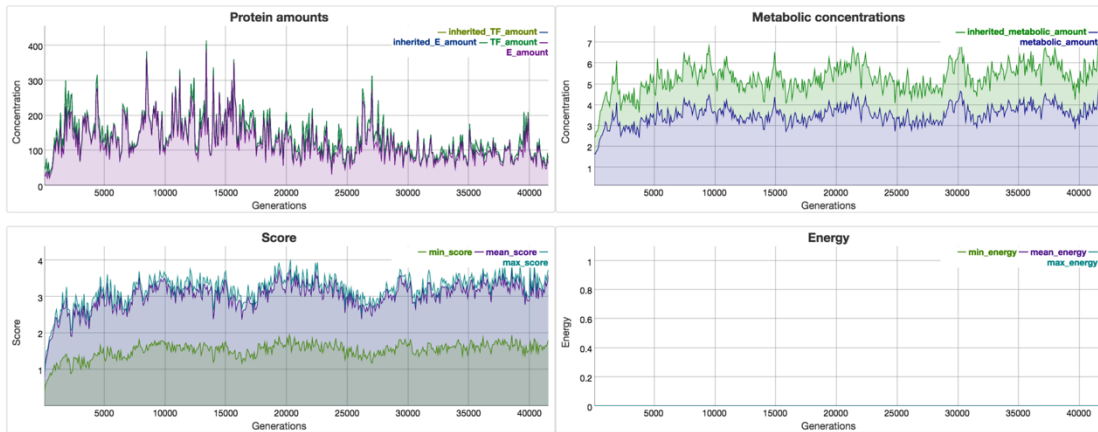 Protein amounts
— inherited_TF_amount —
inherited_E_amount — TF_amount —
E_amount
Concentration
400
300
200
100
0
5000 10000 15000 20000 25000 30000 35000 40000
Generations
Metabolic concentrations
— inherited_metabolic_amount —
metabolic_amount
Concentration
7
6
5
4
3
2
1
5000 10000 15000 20000 25000 30000 35000 40000
Generations
Score
— min_score — mean_score —
max_score
Score
4
3
2
1
5000 10000 15000 20000 25000 30000 35000 40000
Generations
Energy
— min_energy — mean_energy —
max_energy
Energy
1
0.8
0.6
0.4
0.2
0
5000 10000 15000 20000 25000 30000 35000 40000
Generations